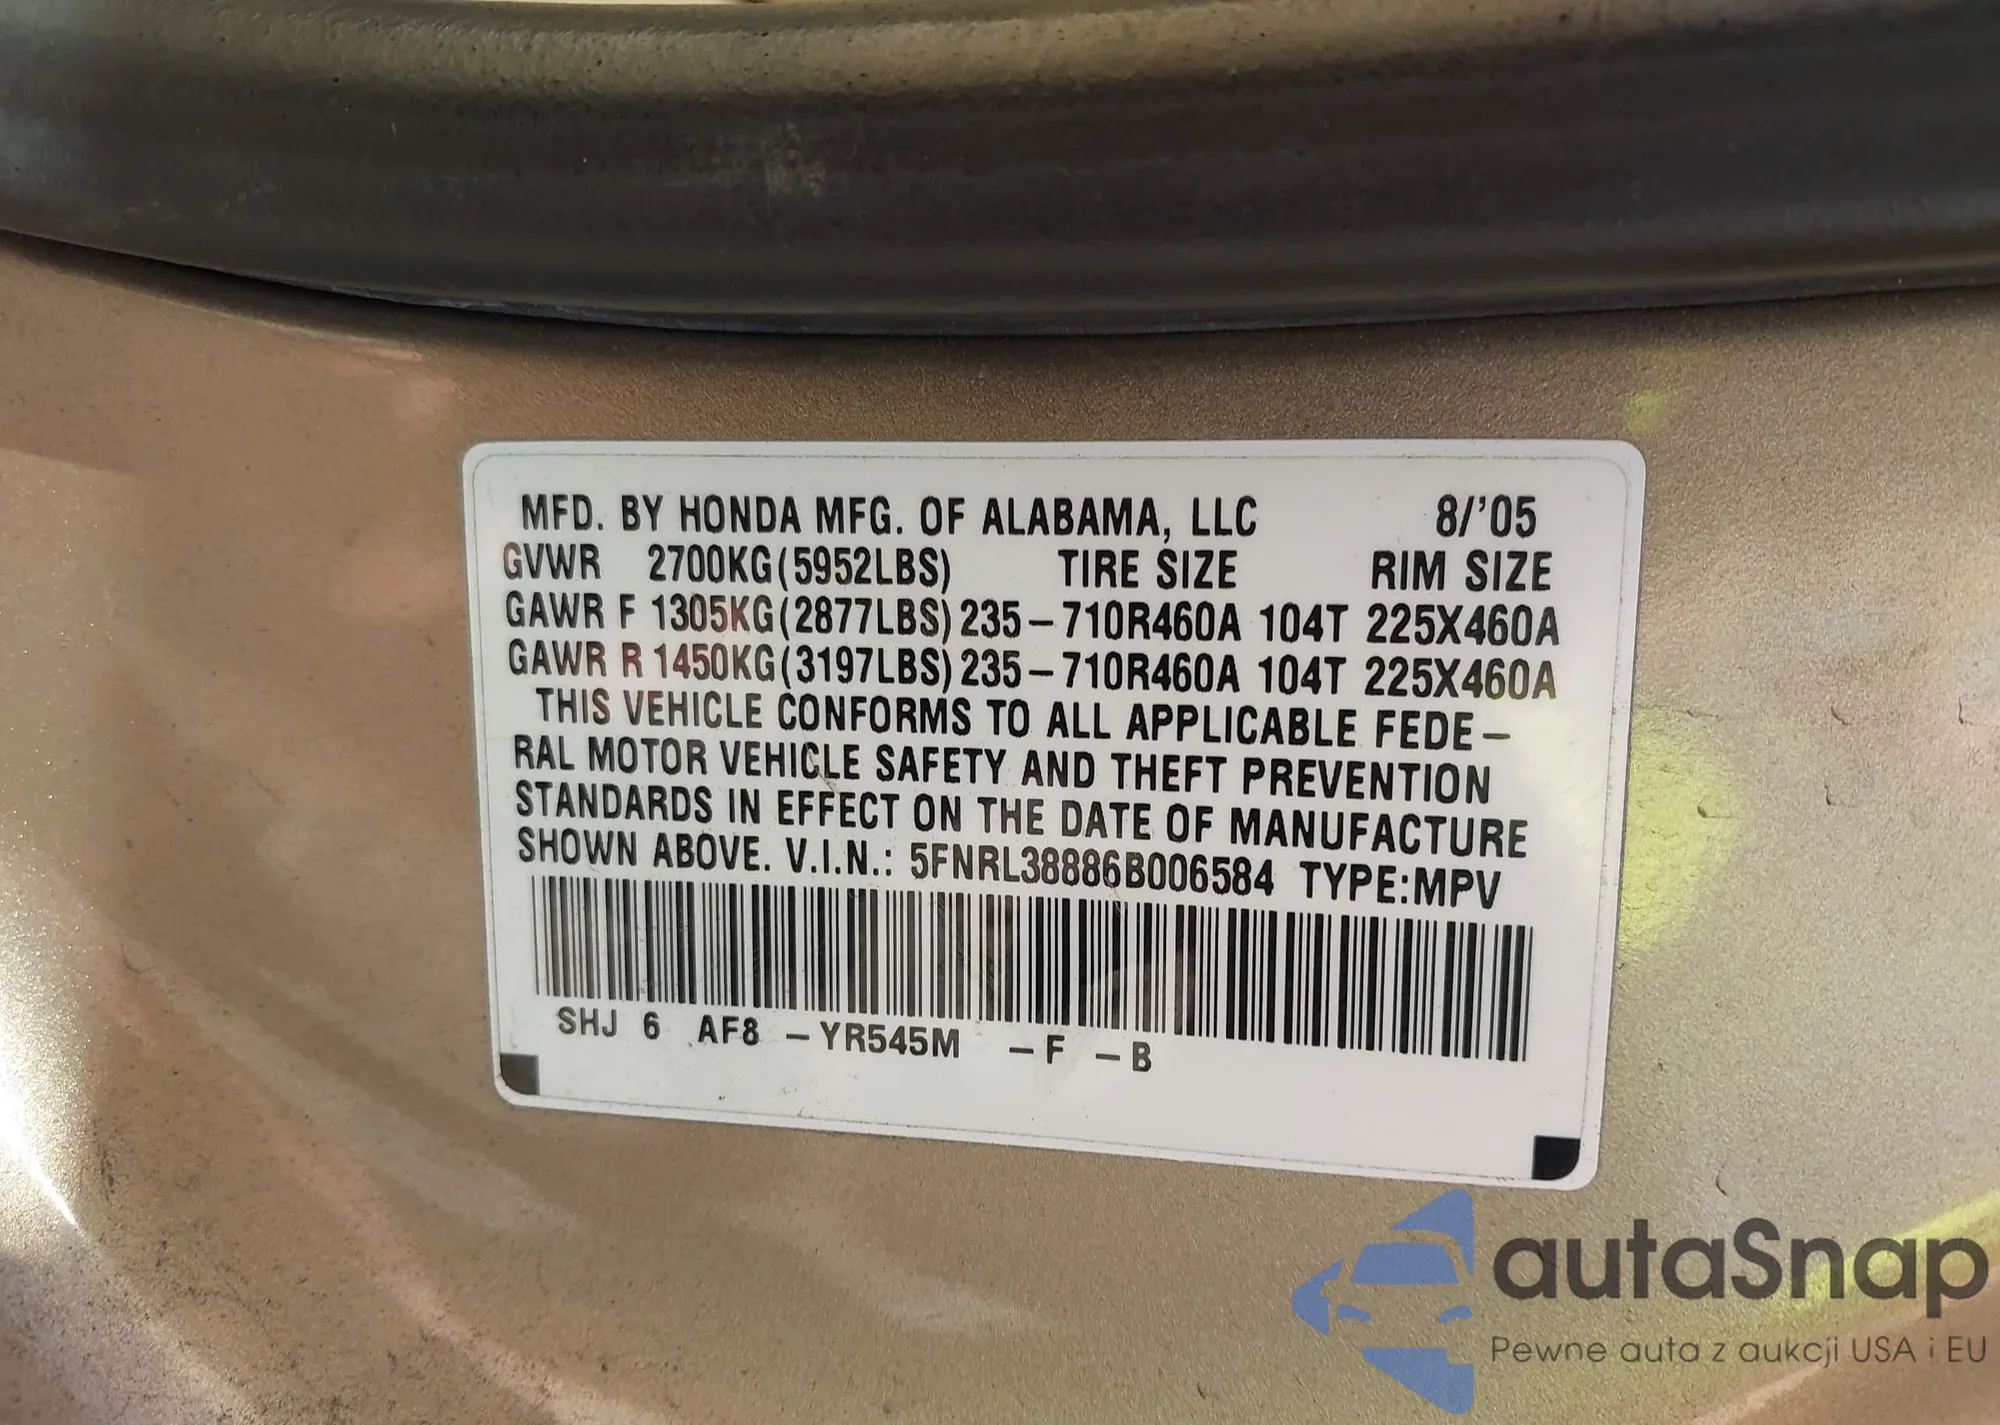 MFD. BY HONDA MFG. OF ALABAMA, LLC 8/'05
GVWR 2700KG(5952LBS) TIRE SIZE RIM SIZE
GAWR F 1305KG(2877LBS) 235-710R460A 104T 225X460A
GAWR R 1450KG(3197LBS) 235-710R460A 104T 225X460A
THIS VEHICLE CONFORMS TO ALL APPLICABLE FEDE-
RAL MOTOR VEHICLE SAFETY AND THEFT PREVENTION
STANDARDS IN EFFECT ON THE DATE OF MANUFACTURE
SHOWN ABOVE. V.I.N.: 5FNRL38886B006584 TYPE:MPV
SHJ 6 AF8 -YR545M -F -B
autaSnap
Pewne auta z aukcji USA i EU